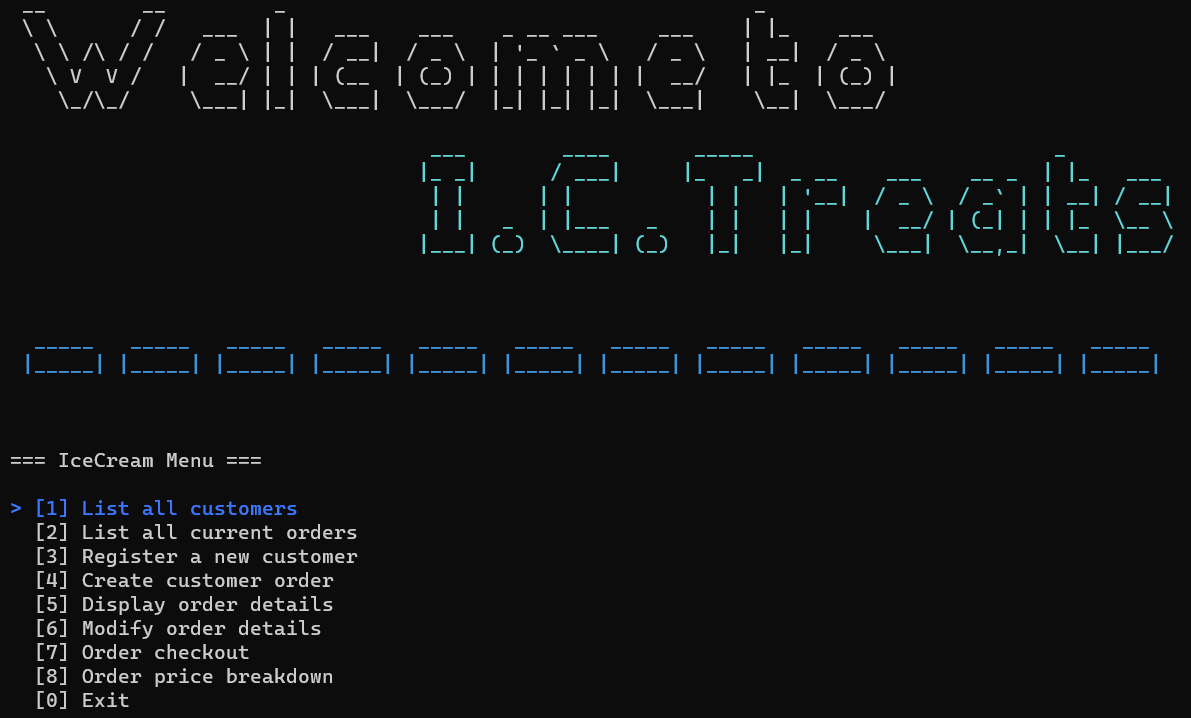 Welcome to
I.C.Treats
=== IceCream Menu ===
> [1] List all customers
[2] List all current orders
[3] Register a new customer
[4] Create customer order
[5] Display order details
[6] Modify order details
[7] Order checkout
[8] Order price breakdown
[0] Exit